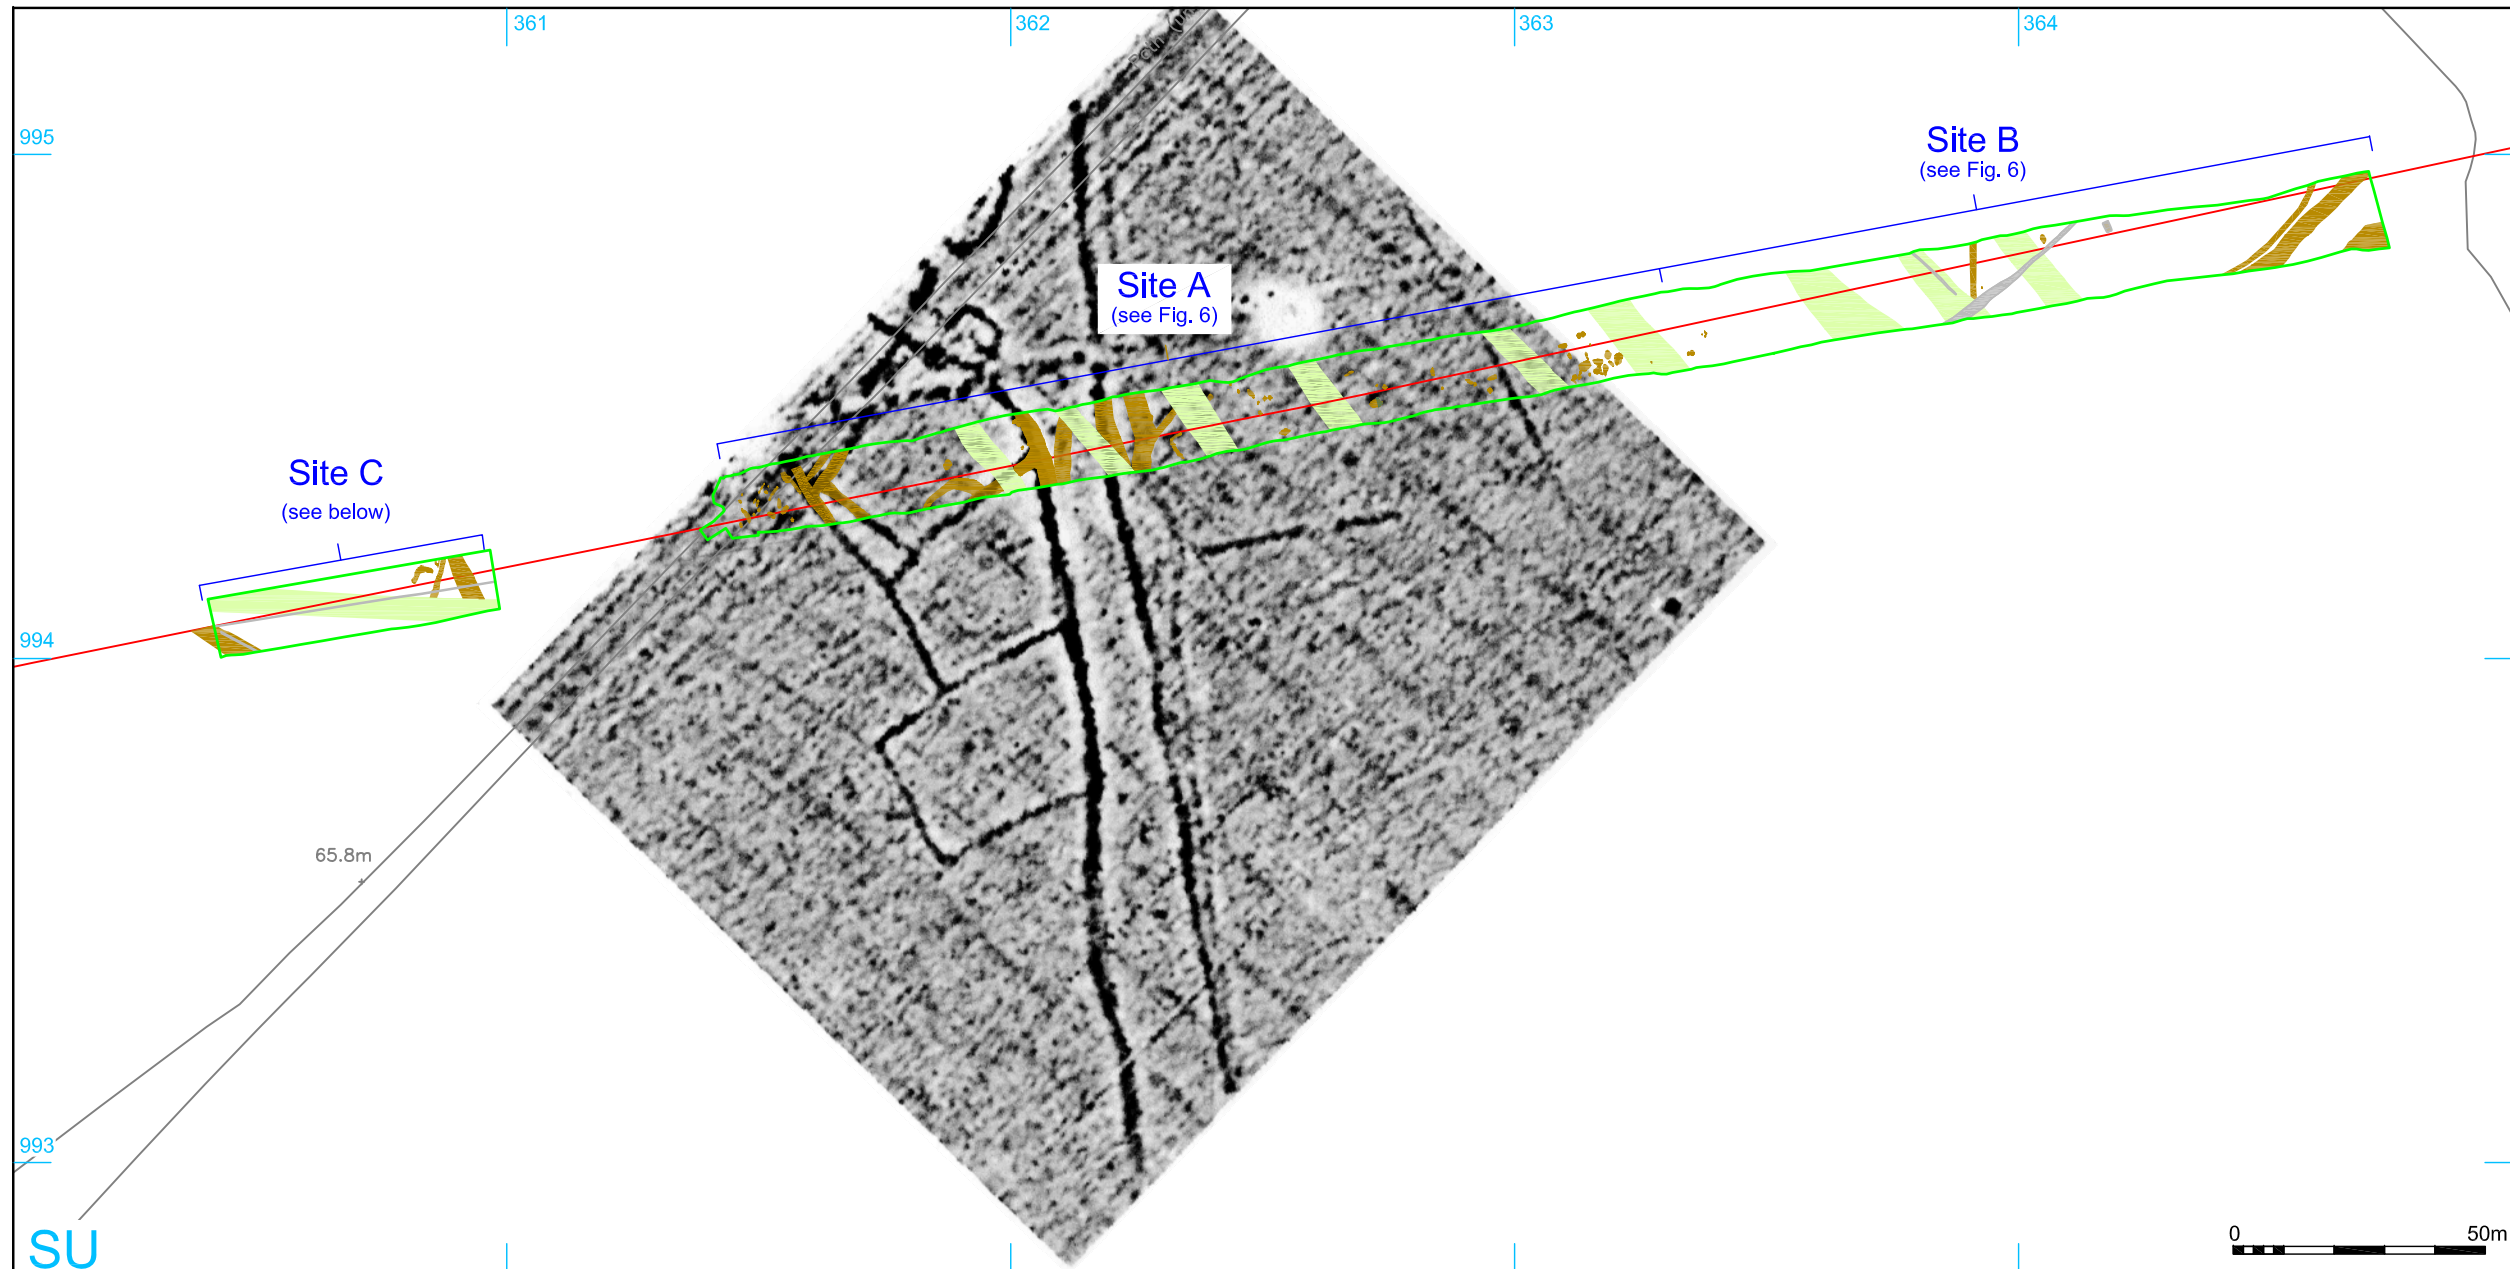 361
362
363
364
Path
995
Site B
(see Fig. 6)
Site A
(see Fig. 6)
Site C
(see below)
994
65.8m
993
SU
0
50m